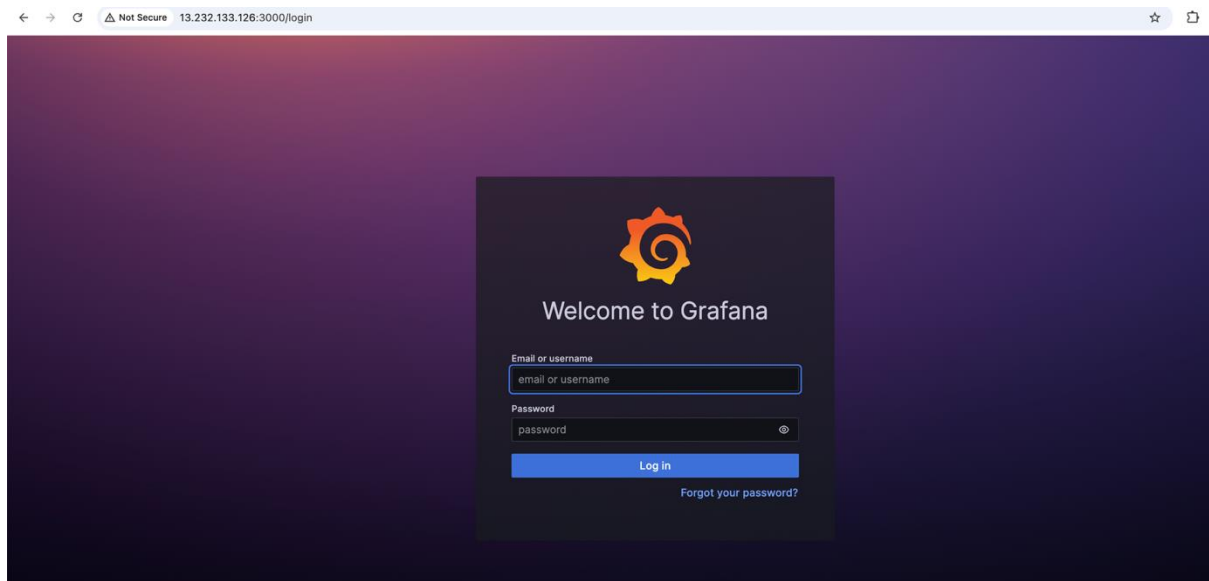 Not Secure 13.232.133.126:3000/login
Welcome to Grafana
Email or username
email or username
Password
password
Log in
Forgot your password?